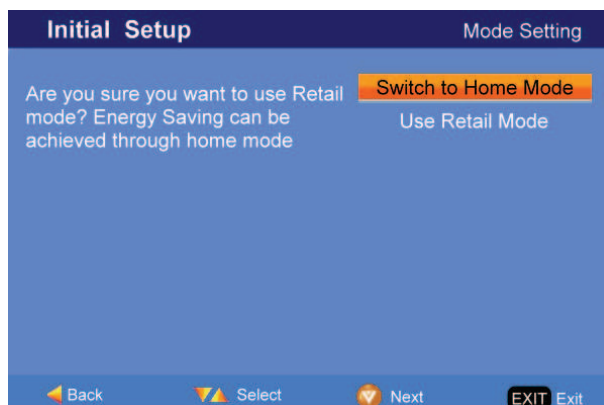 Initial Setup
Mode Setting
Are you sure you want to use Retail
mode? Energy Saving can be
achieved through home mode
Switch to Home Mode
Use Retail Mode
Back Select Next EXIT Exit